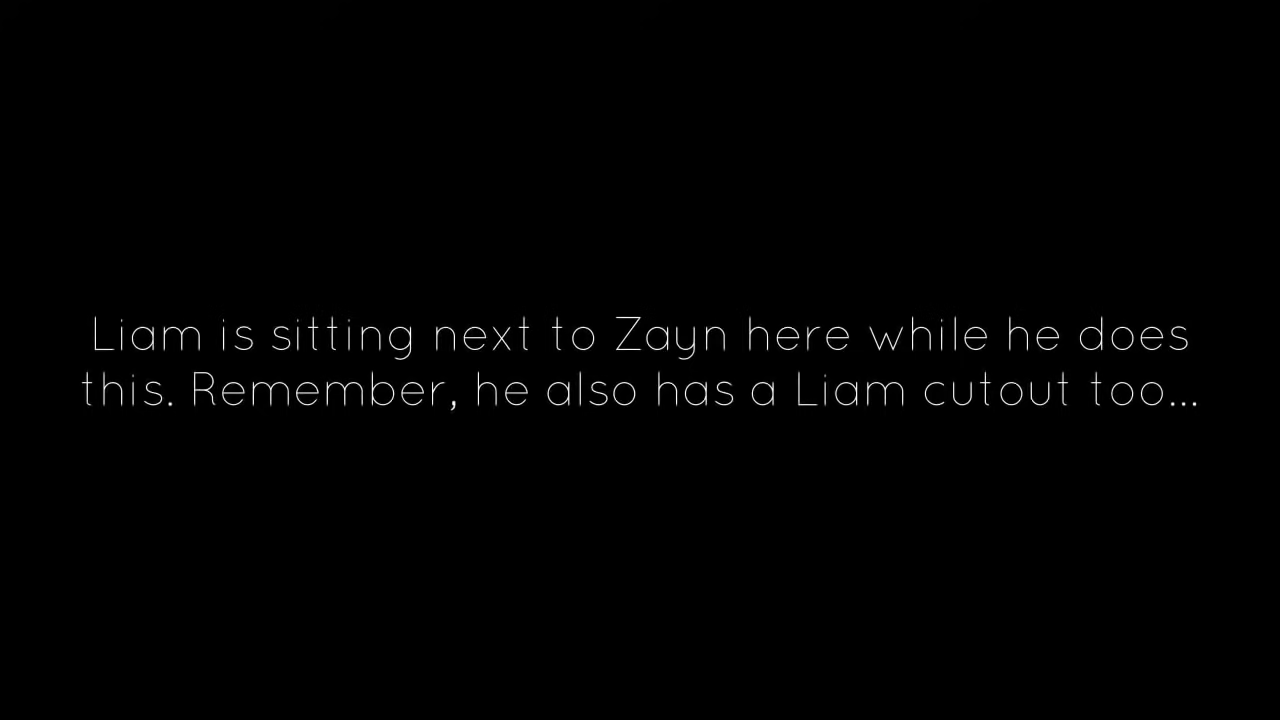 Liam is sitting next to Zayn here while he does
this. Remember, he also has a Liam cutout too...